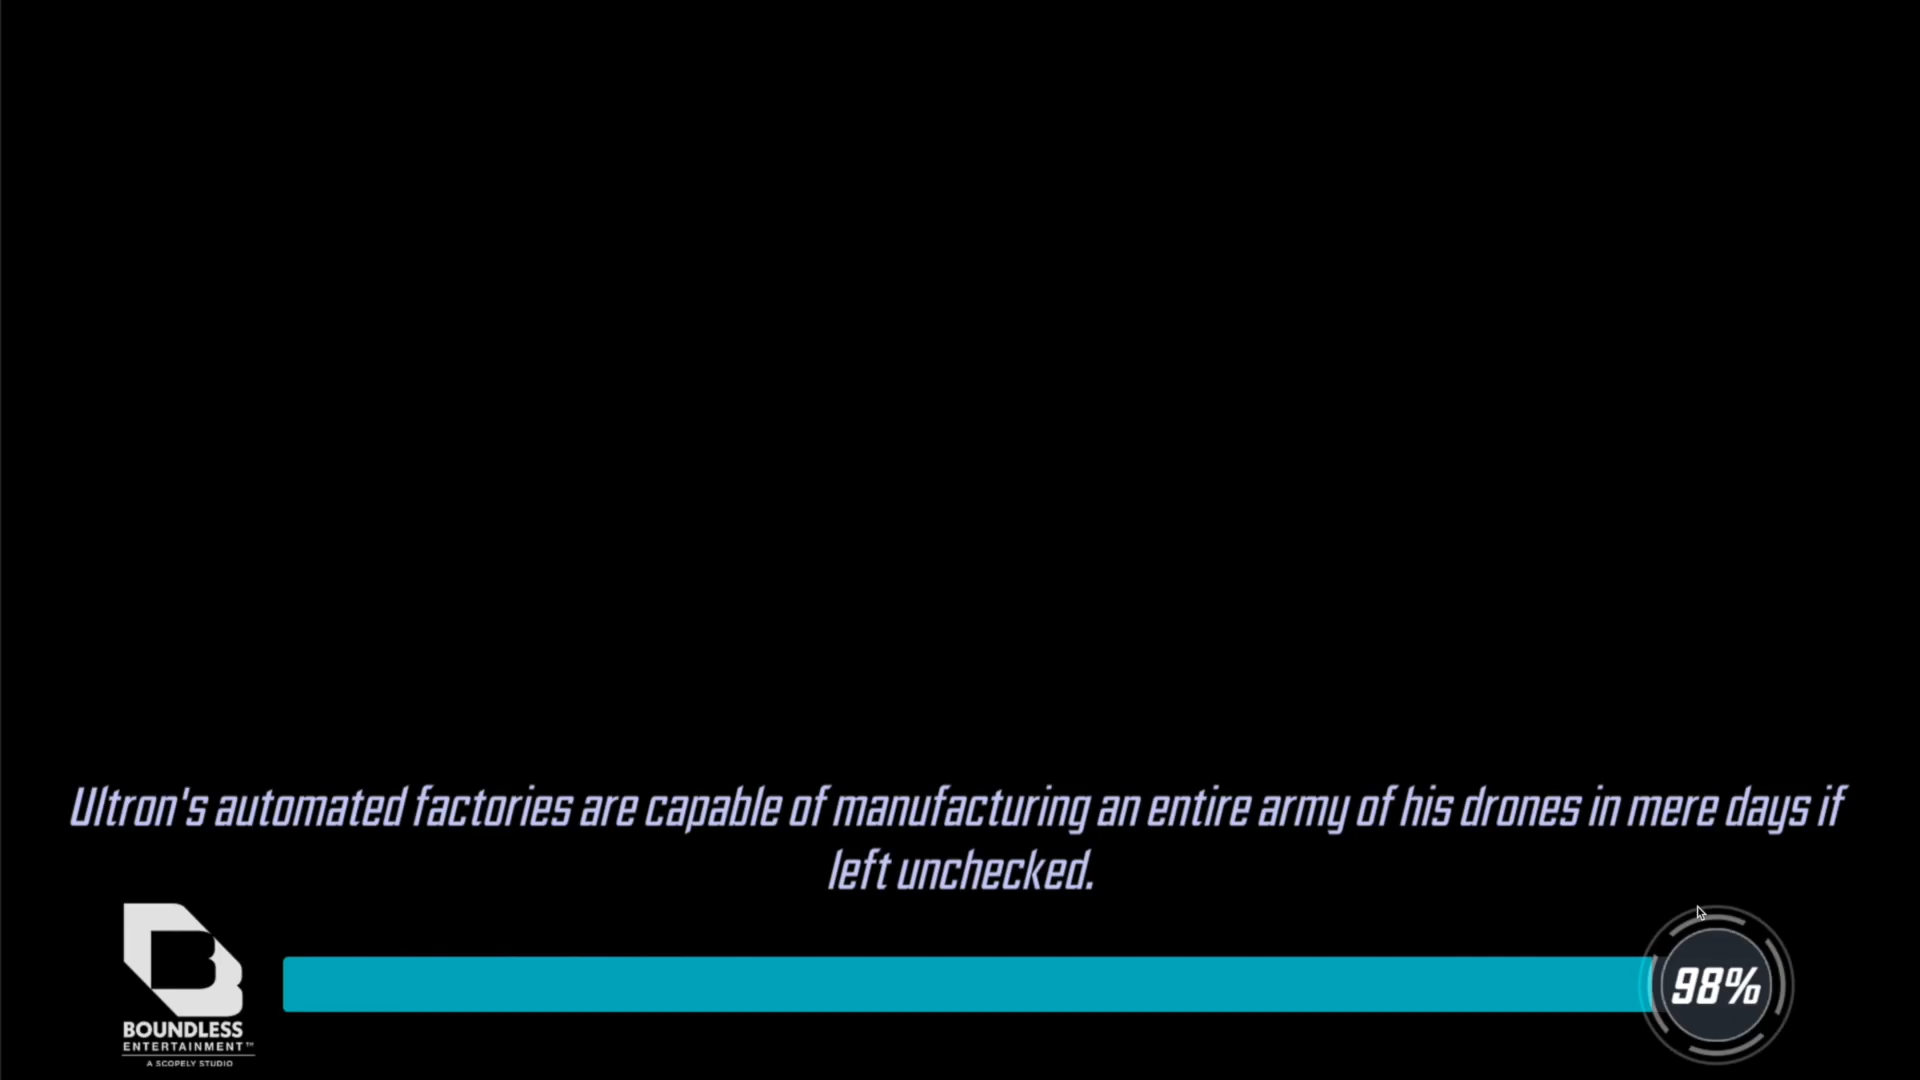 Ultron's automated factories are capable of manufacturing an entire army of his drones in mere days if
left unchecked.
98%
BOUNDLESS
ENTERTAINMENT™
A SCOPELY STUDIO